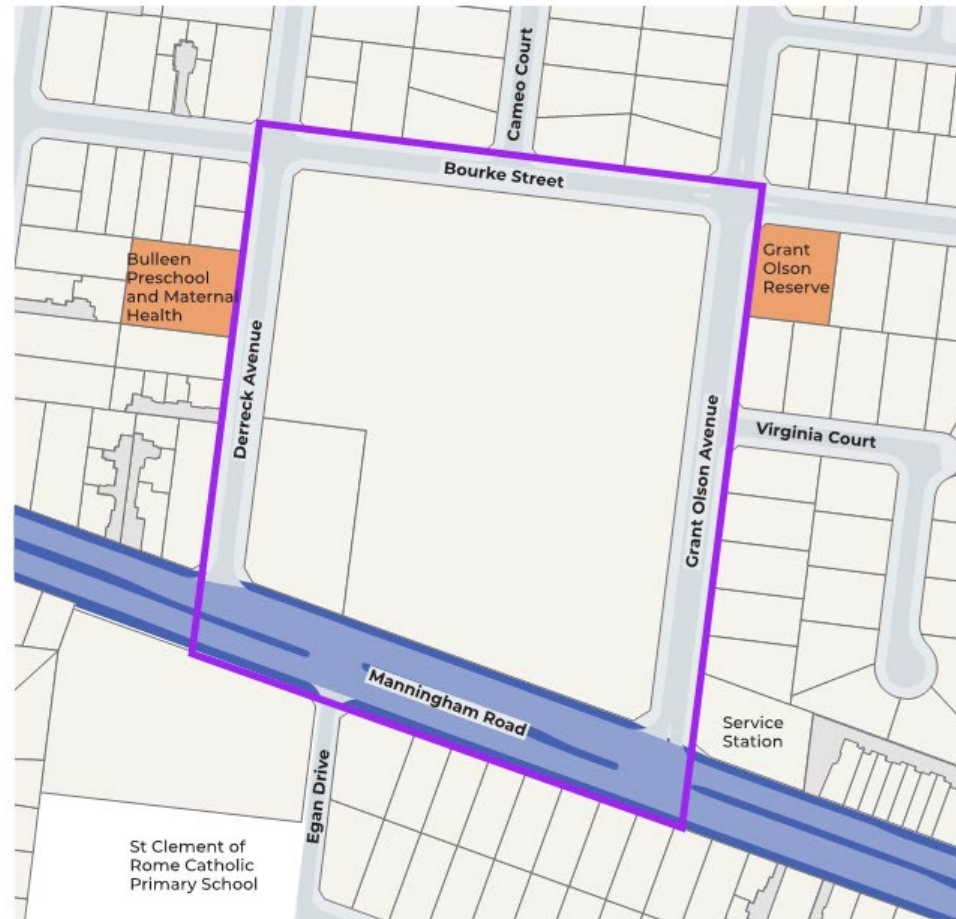 Cameo Court
Bourke Street
Bulleen
Preschool
and Maternal
Health
Grant
Olson
Reserve
Derreck Avenue
Grant Olson Avenue
Virginia Court
Manningham Road
Service
Station
Egan Drive
St Clement of
Rome Catholic
Primary School